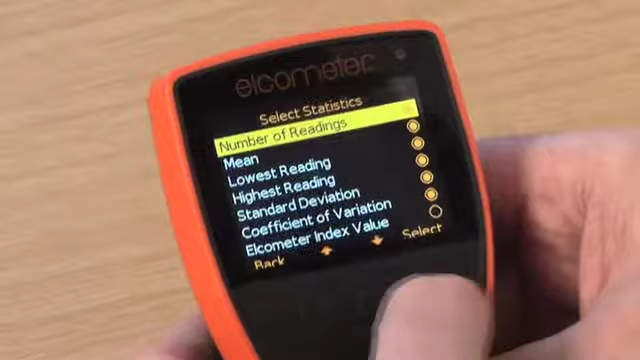 elcometer
Select Statistics
Number of Readings
Mean
Lowest Reading
Highest Reading
Standard Deviation
Coefficient of Variation
Elcometer Index Value
Back
Select